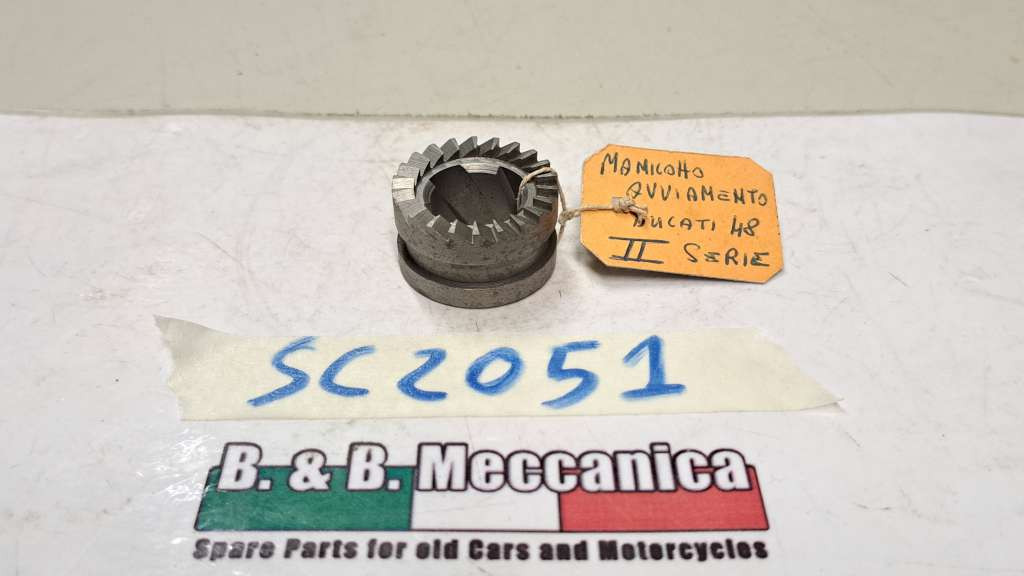 MANICOTTO
AVVIAMENTO
DUCATI 48
II SERIE
SC2051
B. & B. Meccanica
Spare Parts for old Cars and Motorcycles